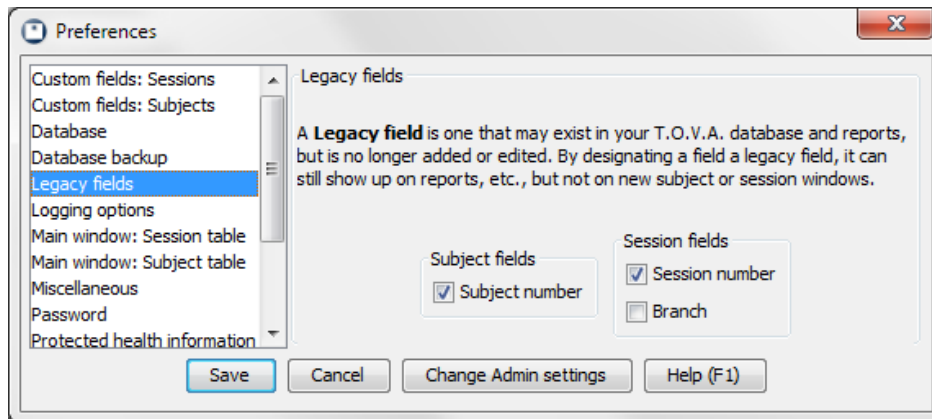 Preferences
Custom fields: Sessions
Custom fields: Subjects
Database
Database backup
Legacy fields
Logging options
Main window: Session table
Main window: Subject table
Miscellaneous
Password
Protected health information
Legacy fields
A Legacy field is one that may exist in your T.O.V.A. database and reports,
but is no longer added or edited. By designating a field a legacy field, it can
still show up on reports, etc., but not on new subject or session windows.
Subject fields
Subject number
Session fields
Session number
Branch
Save
Cancel
Change Admin settings
Help (F1)